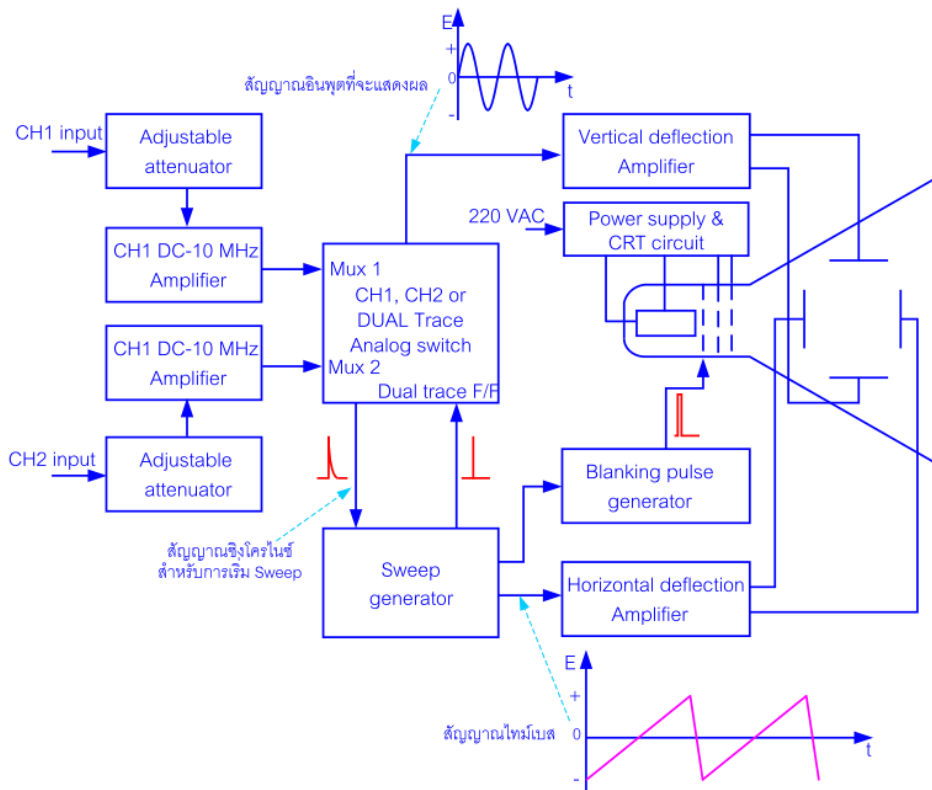 E
+
0
-
t
สัญญาณอินพุตที่จะแสดงผล
CH1 input
Adjustable
attenuator
Vertical deflection
Amplifier
220 VAC
Power supply &
CRT circuit
CH1 DC-10 MHz
Amplifier
Mux 1
CH1, CH2 or
DUAL Trace
Analog switch
Mux 2
Dual trace F/F
CH1 DC-10 MHz
Amplifier
CH2 input
Adjustable
attenuator
Blanking pulse
generator
สัญญาณซิงโครไนซ์
สำหรับการเริ่ม Sweep
Sweep
generator
Horizontal deflection
Amplifier
E
+
0
-
t
สัญญาณไทม์เบส